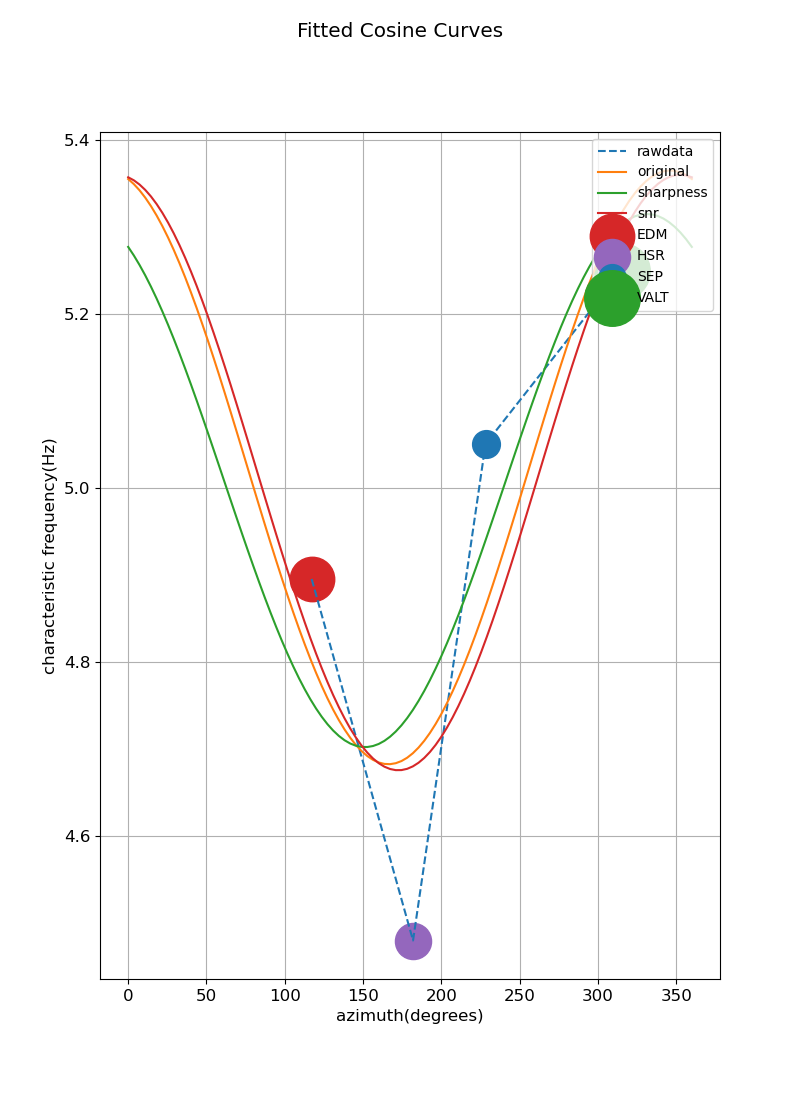 Fitted Cosine Curves
rawdata
original
sharpness
snr
EDM
HSR
SEP
VALT
characteristic frequency(Hz)
5.4
5.2
5.0
4.8
4.6
0 50 100 150 200 250 300 350
azimuth(degrees)